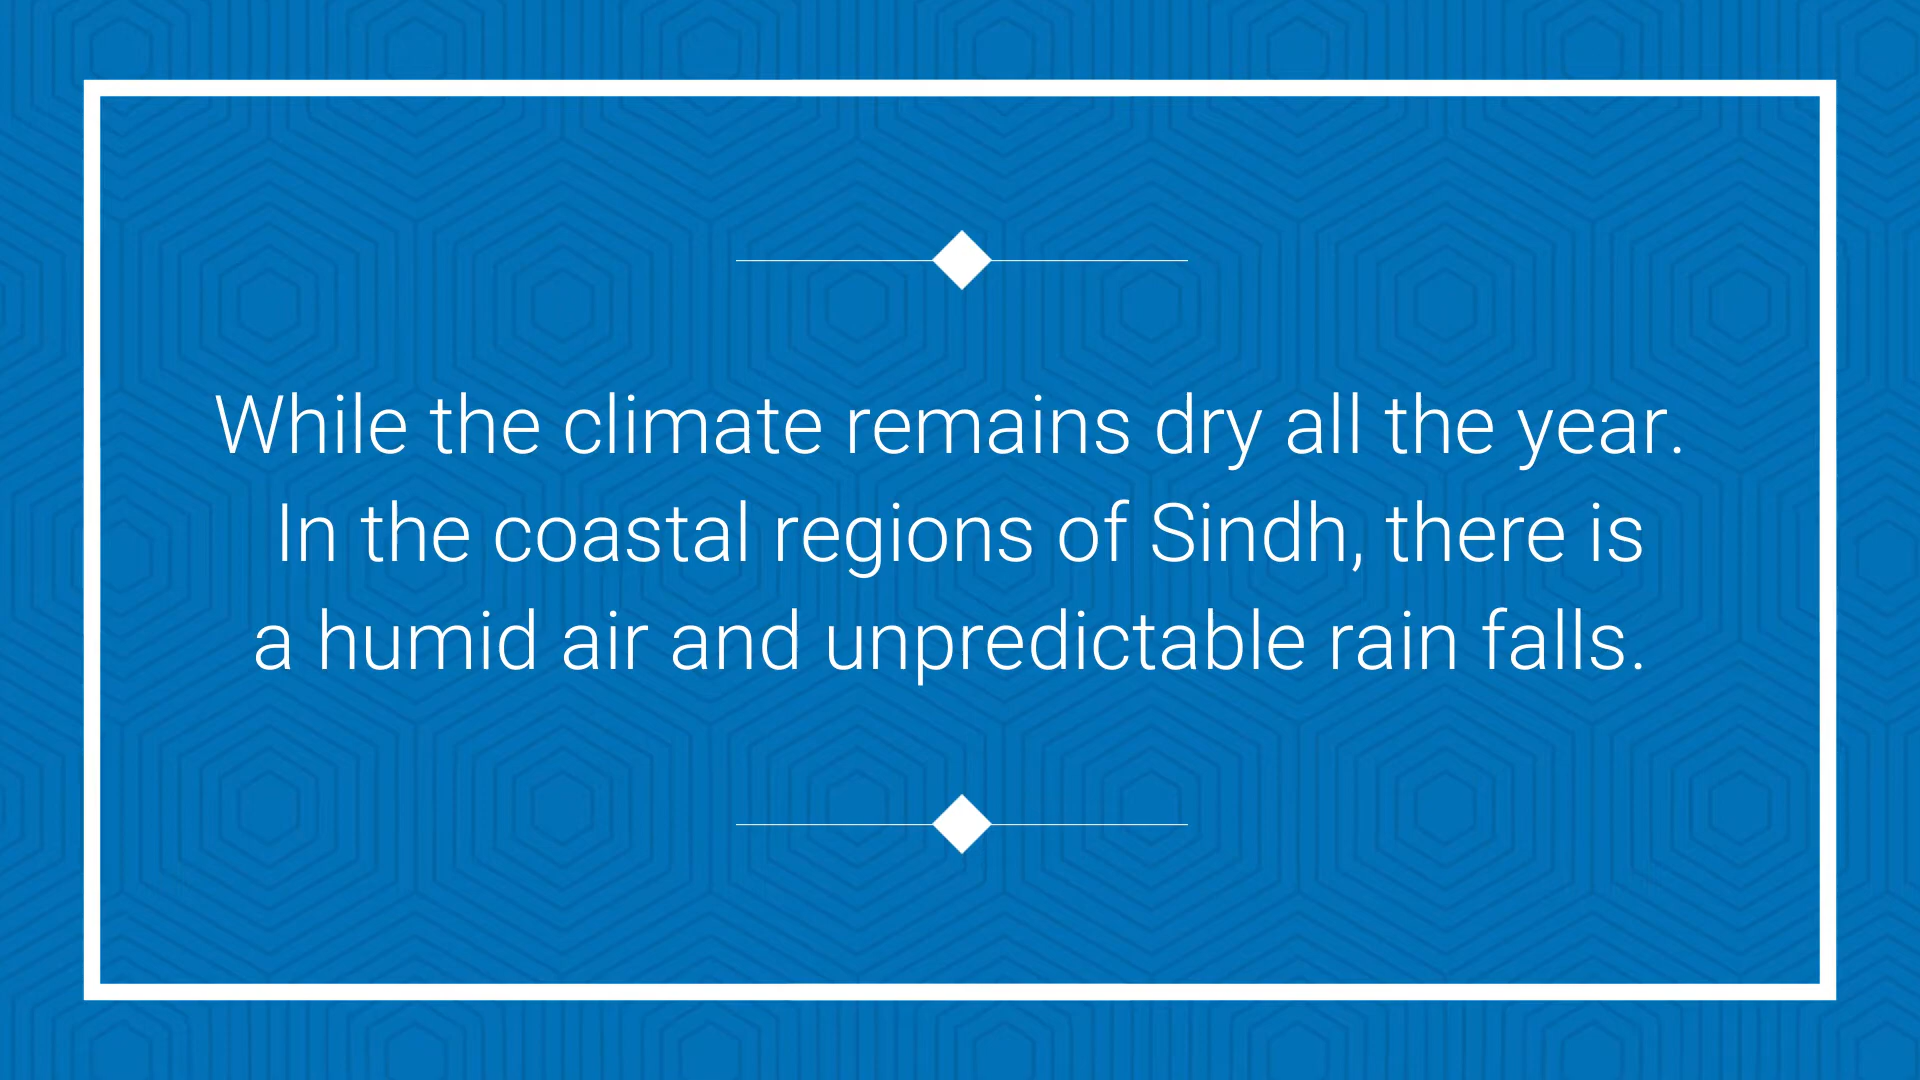 While the climate remains dry all the year.
In the coastal regions of Sindh, there is
a humid air and unpredictable rain falls.